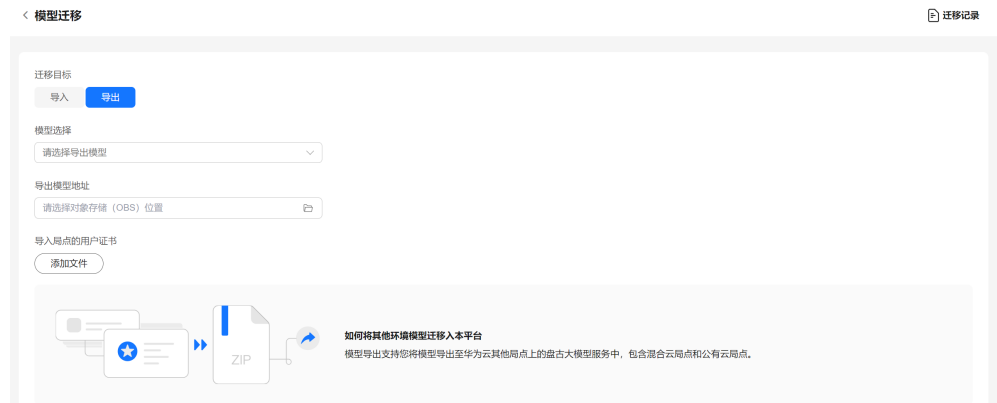 模型迁移
迁移记录
迁移目标
导入 导出
模型选择
请选择导出模型
导出模型地址
请选择对象存储（OBS）位置
导入局点的用户证书
添加文件
ZIP
如何将其他环境模型迁移入本平台
模型导出支持您将模型导出至华为云其他局点上的盘古大模型服务中，包含混合云局点和公有云局点。